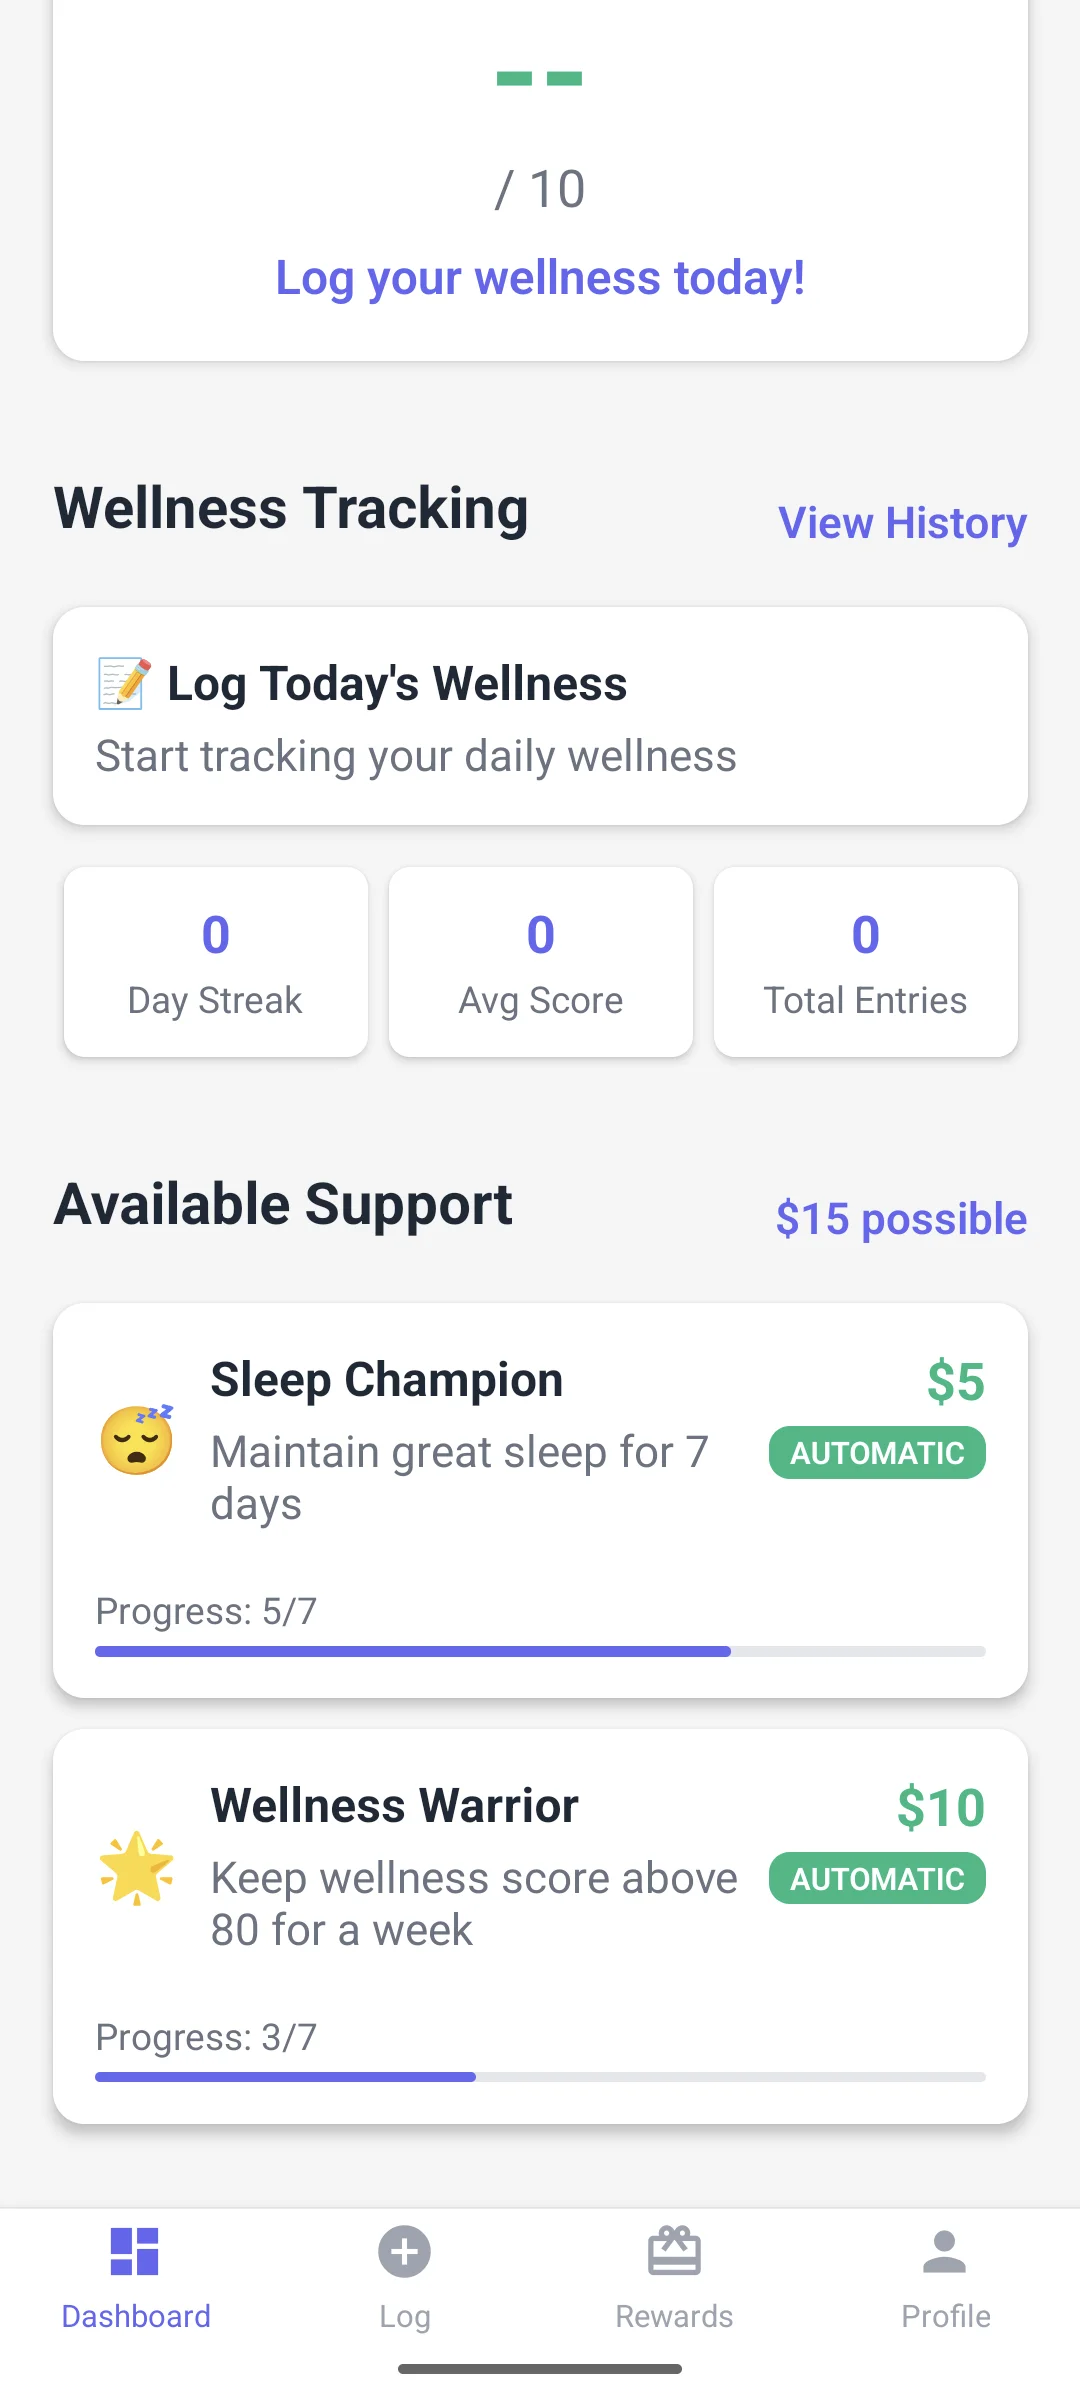 --
/ 10
Log your wellness today!
Wellness Tracking
View History
📝 Log Today's Wellness
Start tracking your daily wellness
0
Day Streak
0
Avg Score
0
Total Entries
Available Support
$15 possible
Sleep Champion
$5
Maintain great sleep for 7
days
AUTOMATIC
Progress: 5/7
Wellness Warrior
$10
Keep wellness score above
80 for a week
AUTOMATIC
Progress: 3/7
Dashboard
Log
Rewards
Profile